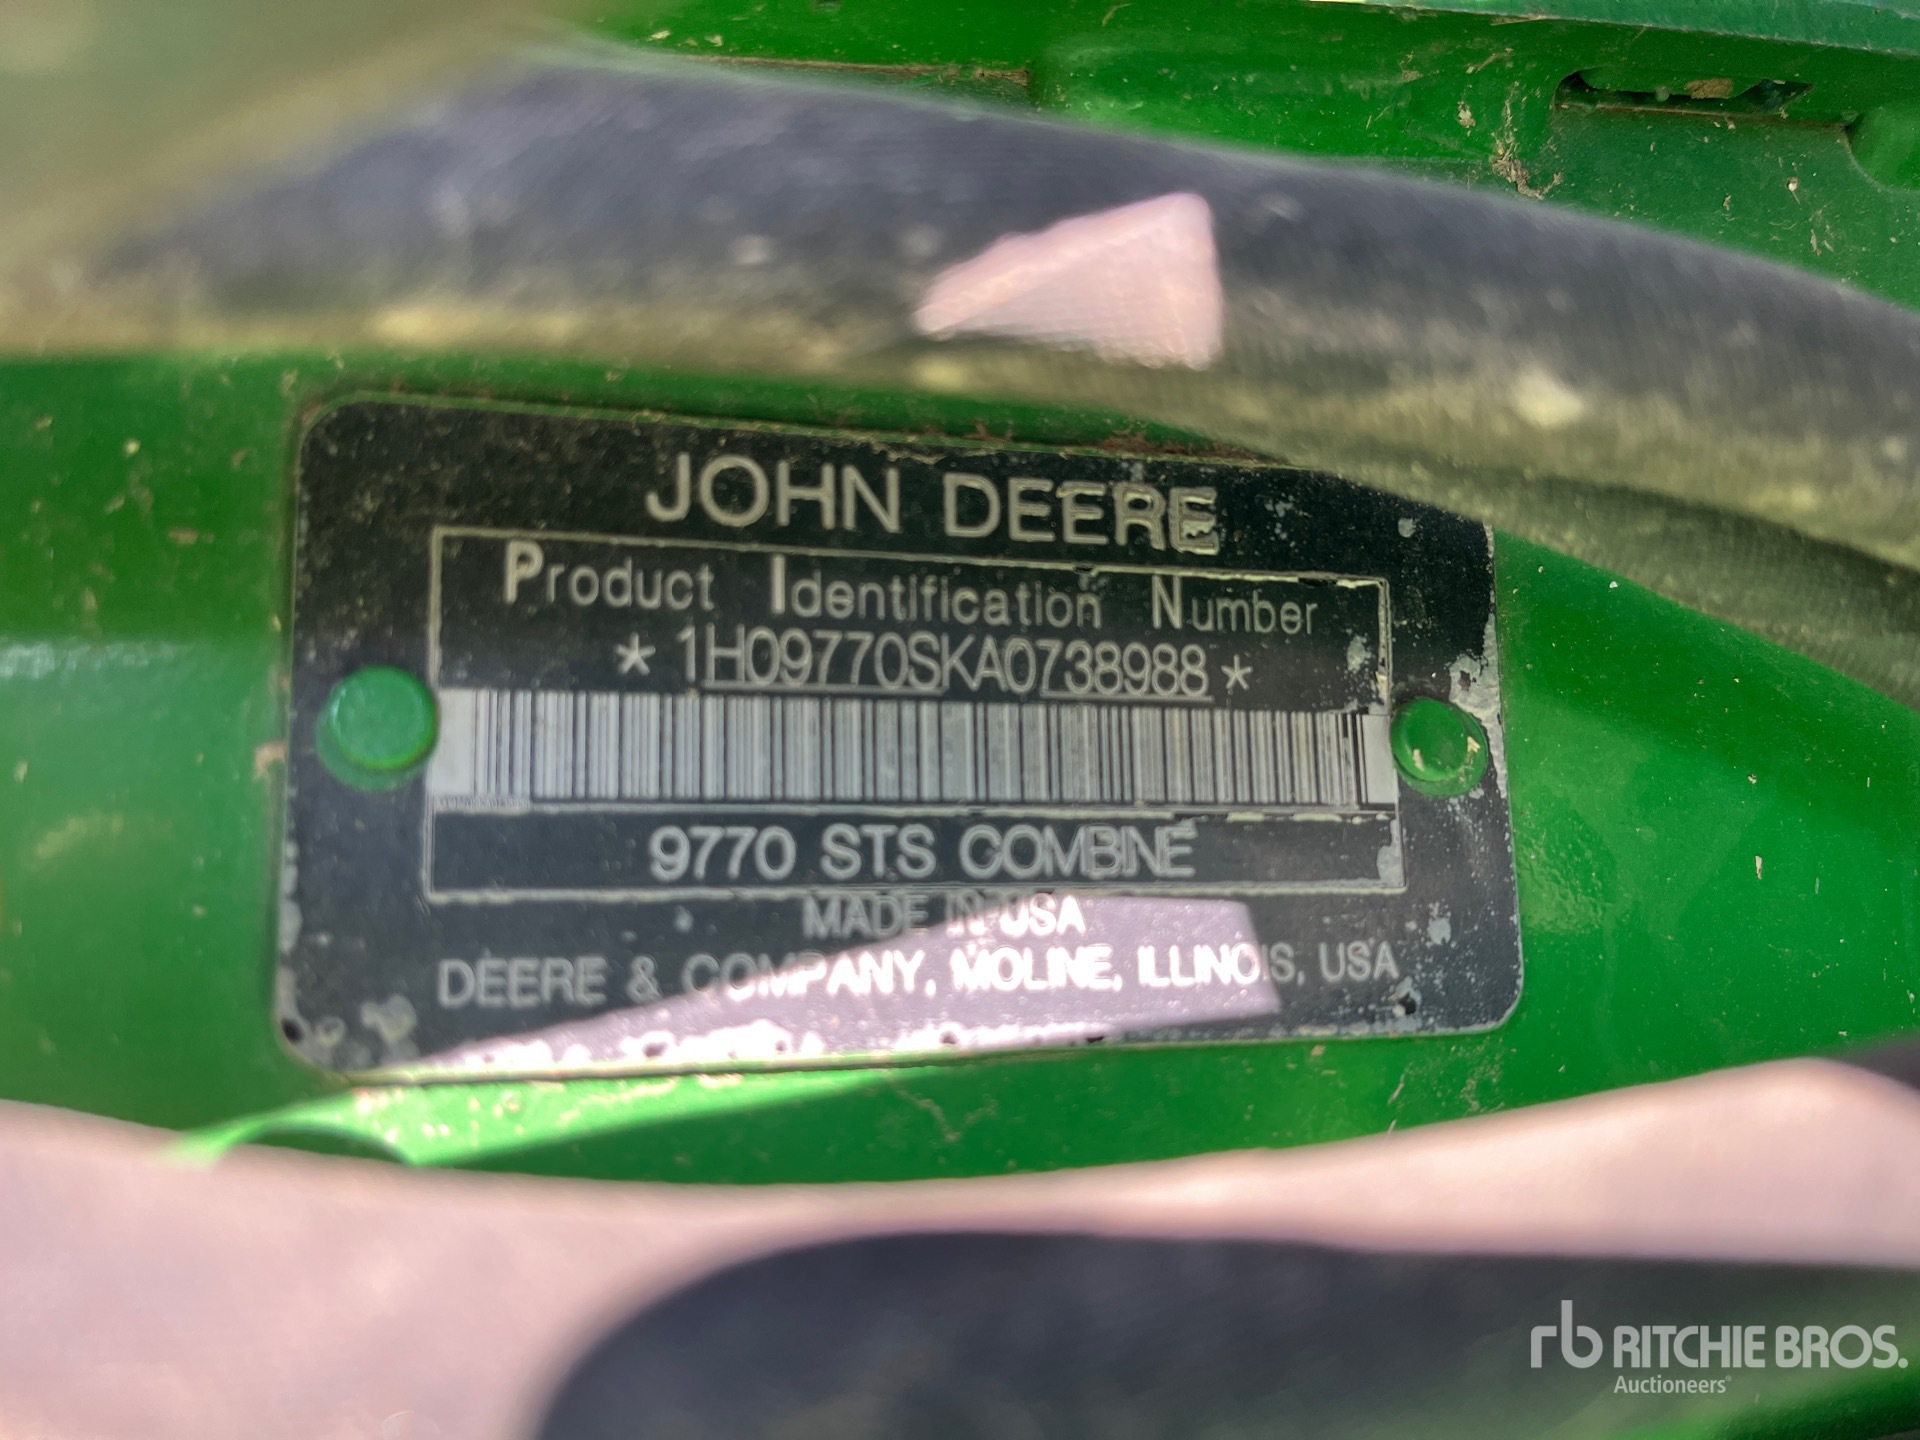 JOHN DEERE
Product Identification Number
* 1H09770SKA0738988 *
9770 STS COMBINE
MADE IN USA
DEERE & COMPANY, MOLINE, ILLINOIS, USA
rb RITCHIE BROS.
Auctioneers